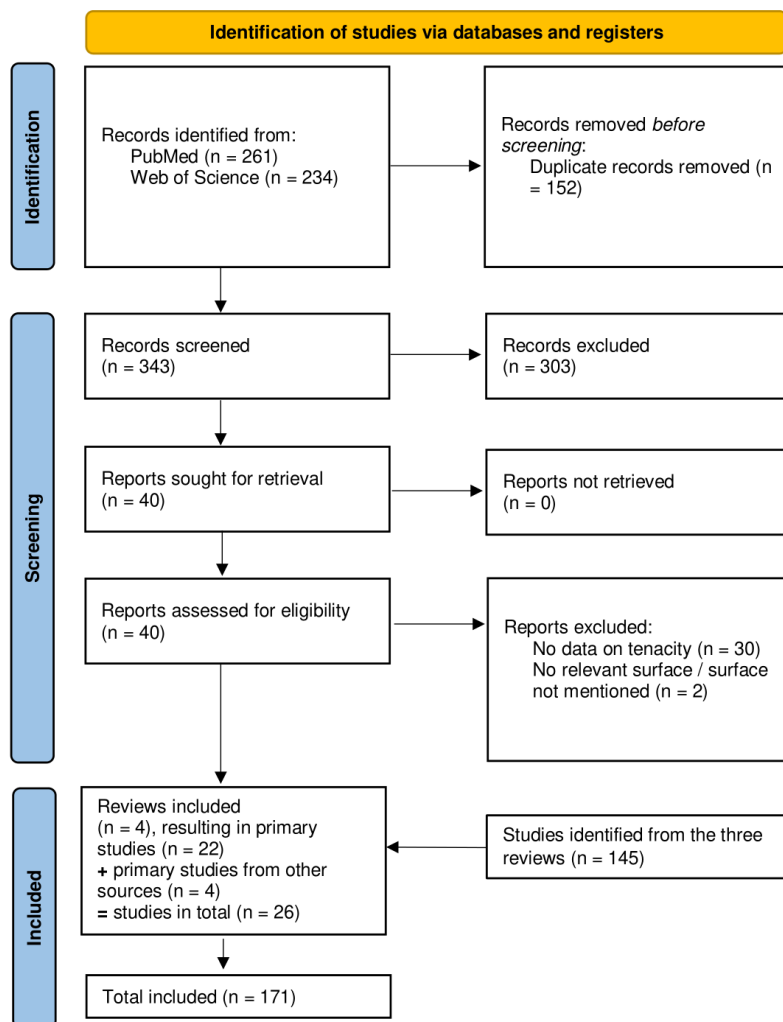 Identification of studies via databases and registers
Identification
Records identified from:
PubMed (n = 261)
Web of Science (n = 234)
Records removed before
screening:
Duplicate records removed (n
= 152)
Screening
Records screened
(n = 343)
Records excluded
(n = 303)
Reports sought for retrieval
(n = 40)
Reports not retrieved
(n = 0)
Reports assessed for eligibility
(n = 40)
Reports excluded:
No data on tenacity (n = 30)
No relevant surface / surface
not mentioned (n = 2)
Included
Reviews included
(n = 4), resulting in primary
studies (n = 22)
+ primary studies from other
sources (n = 4)
= studies in total (n = 26)
Studies identified from the three
reviews (n = 145)
Total included (n = 171)